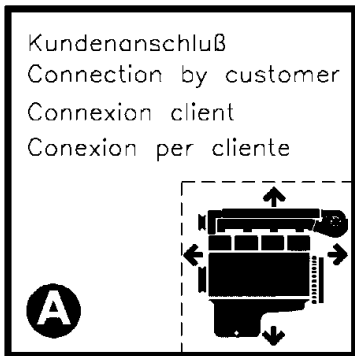 Kundenanschluß
Connection by customer
Connexion client
Conexion per cliente
A